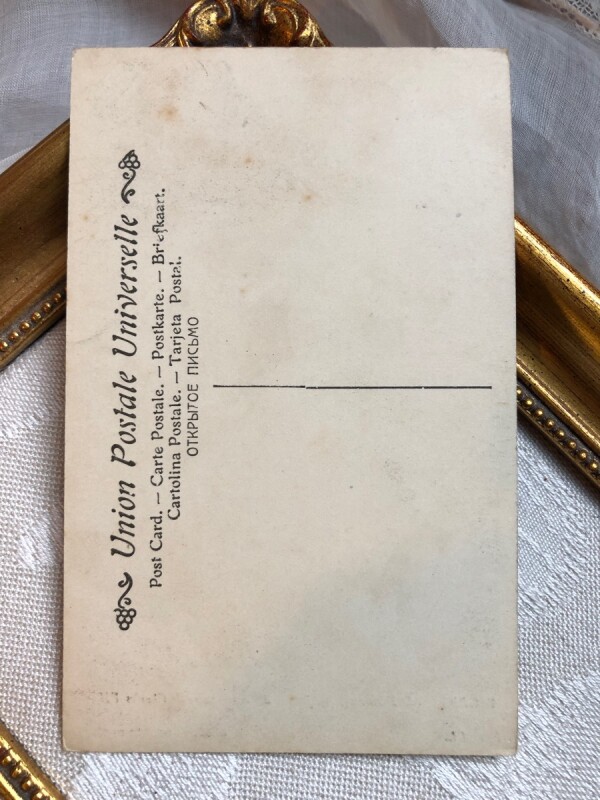 Union Postale Universelle
Post Card. – Carte Postale. – Postkarte. – Briefkaart.
Cartolina Postale. – Tarjeta Postal.
ОТКРЫТОЕ ПИСЬМО